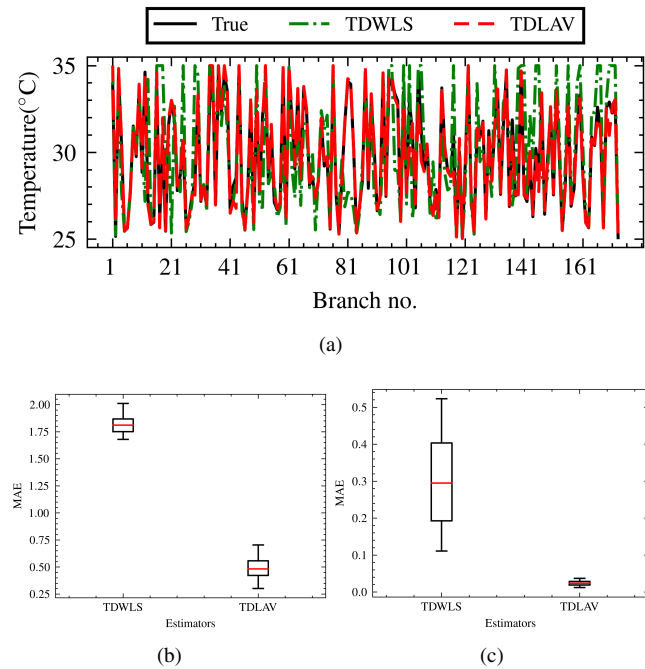 True TDWLS TDLAV
35
30
25
Temperature(°C)
1 21 41 61 81 101 121 141 161
Branch no.
(a)
2.00
1.75
1.50
1.25
1.00
0.75
0.50
0.25
MAE
TDWLS TDLAV
Estimators
(b)
0.5
0.4
0.3
0.2
0.1
0.0
MAE
TDWLS TDLAV
Estimators
(c)